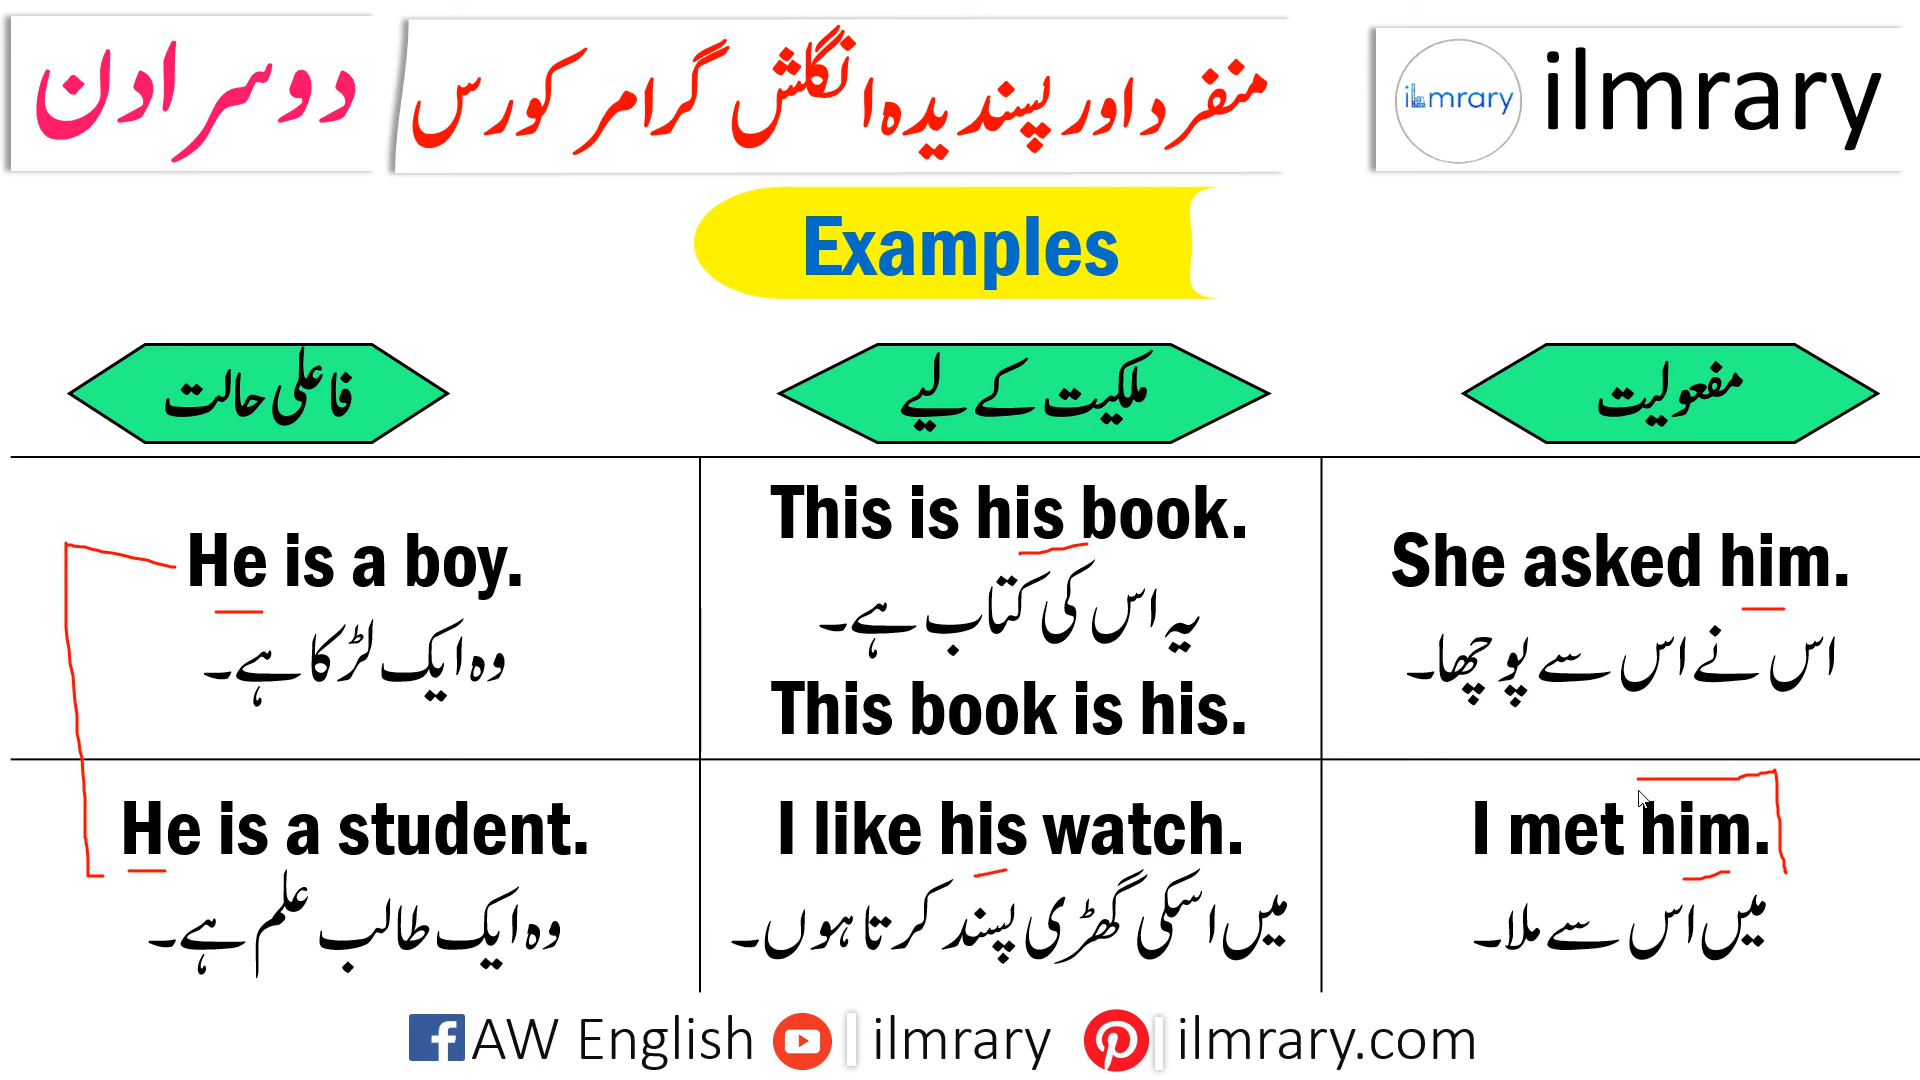 دوسرا دن
منفرد اور پسندیدہ انگلش گرامر کورس
ilmrary
ilmrary
Examples
فاعلی حالت
ملکیت کے لیے
مفعولیت
He is a boy.
وہ ایک لڑکا ہے۔
This is his book.
یہ اس کی کتاب ہے۔
This book is his.
She asked him.
اس نے اس سے پوچھا۔
He is a student.
وہ ایک طالب علم ہے۔
I like his watch.
میں اسکی گھڑی پسند کرتا ہوں۔
I met him.
میں اس سے ملا۔
AW English | ilmrary | ilmrary.com